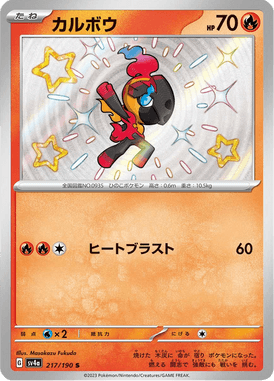 たね
カルボウ
HP70
全国図鑑NO.0935 ひのこポケモン 高さ：0.6m 重さ：10.5kg
ヒートブラスト 60
弱点 ×2 抵抗力 にげる
illus. Masakazu Fukuda
G sv4a 217/190 S
©2023 Pokémon/Nintendo/Creatures/GAME FREAK.